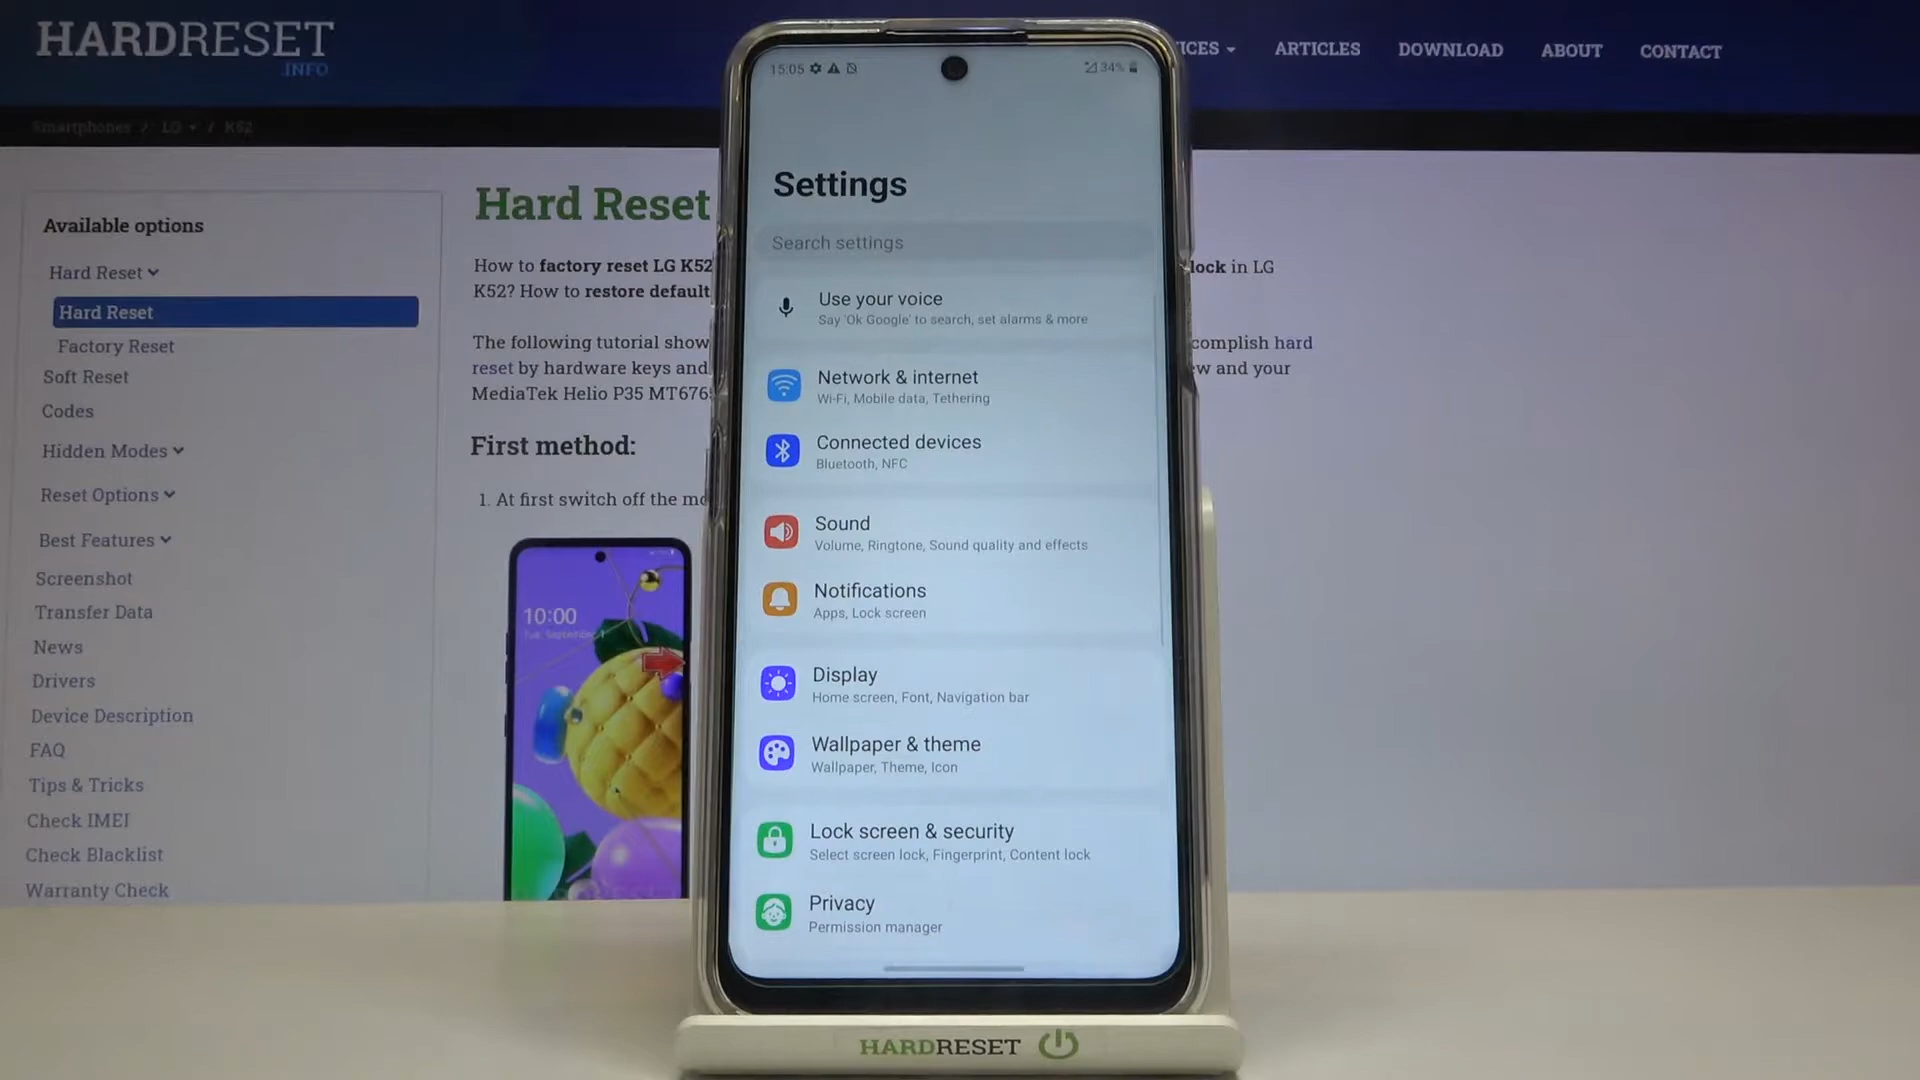 HARDRESET
.INFO
ICES
ARTICLES
DOWNLOAD
ABOUT
CONTACT
Smartphones / LG / K52
Available options
Hard Reset
Hard Reset
Factory Reset
Soft Reset
Codes
Hidden Modes
Reset Options
Best Features
Screenshot
Transfer Data
News
Drivers
Device Description
FAQ
Tips & Tricks
Check IMEI
Check Blacklist
Warranty Check
Hard Reset
How to factory reset LG K52
lock in LG
K52? How to restore default
The following tutorial show
complish hard
reset by hardware keys and
ew and your
MediaTek Helio P35 MT676
First method:
1. At first switch off the mo
10:00
15:05
34%
Settings
Search settings
Use your voice
Say 'Ok Google' to search, set alarms & more
Network & internet
Wi-Fi, Mobile data, Tethering
Connected devices
Bluetooth, NFC
Sound
Volume, Ringtone, Sound quality and effects
Notifications
Apps, Lock screen
Display
Home screen, Font, Navigation bar
Wallpaper & theme
Wallpaper, Theme, Icon
Lock screen & security
Select screen lock, Fingerprint, Content lock
Privacy
Permission manager
HARDRESET